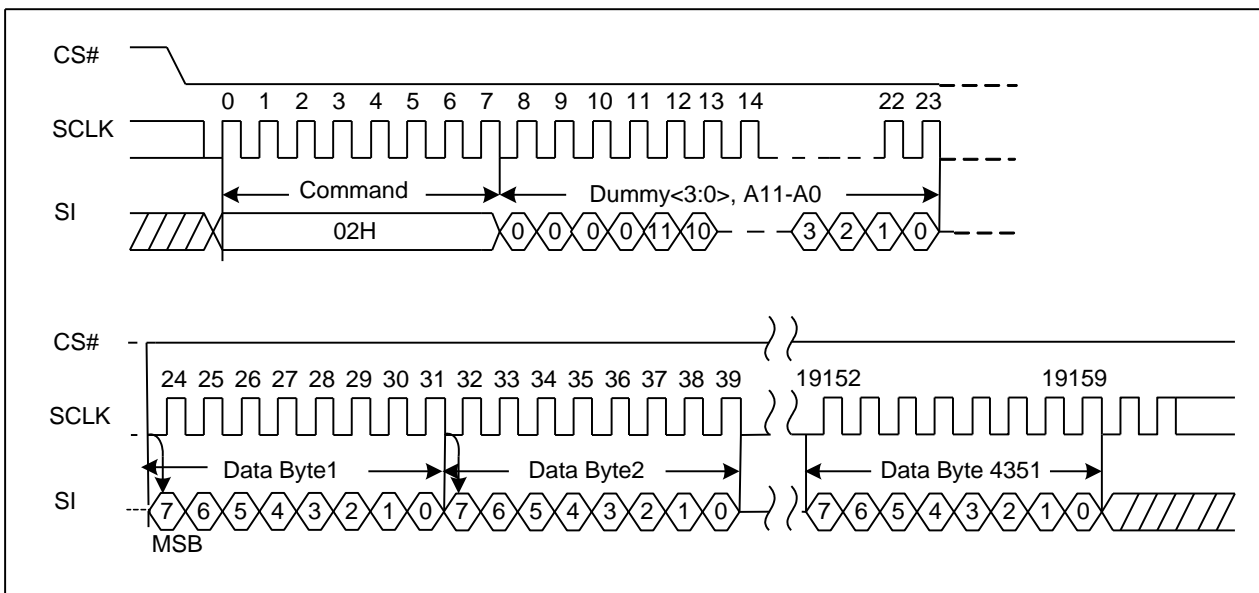 CS#
0 1 2 3 4 5 6 7 8 9 10 11 12 13 14 22 23
SCLK
Command Dummy<3:0>, A11-A0
SI
02H 0 0 0 0 11 10 3 2 1 0
CS#
24 25 26 27 28 29 30 31 32 33 34 35 36 37 38 39 19152 19159
SCLK
Data Byte1 Data Byte2 Data Byte 4351
SI
7 6 5 4 3 2 1 0 7 6 5 4 3 2 1 0 7 6 5 4 3 2 1 0
MSB